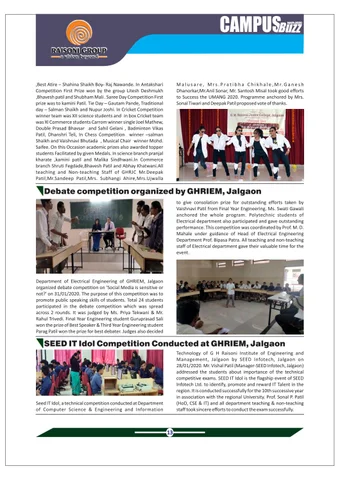 CAMPUS BUZZ
RAISONI GROUP
,Best Attire – Shahina Shaikh Boy- Raj Nawande. In Antakshari
Competition First Prize won by the group Litesh Deshmukh
,Bhavesh patil and Shubham Mali . Saree Day Competition First
prize was to kamini Patil. Tie Day – Gautam Pande, Traditional
day – Salman Shaikh and Nupur Joshi. In Cricket Competition
winner team was XII science students and in box Cricket team
was XI Commerce students Carrom winner single Joel Mathew,
Double Prasad Bhavsar and Sahil Gelani , Badminton Vikas
Patil, Dhanshri Teli, In Chess Competition winner –salman
Shaikh and Vaishnavi Bhutada , Musical Chair winner Mohd.
Saifee. On this Occasion academic prizes also awarded topper
students Facilitated by given Medals. In science branch pranjal
kharate ,kamini patil and Malika Sindhwani.In Commerce
branch Shruti Fegdade,Bhavesh Patil and Abhay Khatwani.All
teaching and Non-teaching Staff of GHRJC Mr.Deepak
Patil,Mr.Sandeep Patil,Mrs. Subhangi Atire,Mrs.Ujwalla
Malusare, Mrs.Pratibha Chikhale,Mr.Ganesh
Dhanorkar,Mr.Anil Sonar, Mr. Santosh Misal took good efforts
to Success the UMANG 2020. Programme anchored by Mrs.
Sonal Tiwari and Deepak Patil proposed vote of thanks.
Debate competition organized by GHRIEM, Jalgaon
Department of Electrical Engineering of GHRIEM, Jalgaon
organized debate competition on 'Social Media is sensitive or
not?' on 31/01/2020. The purpose of this competition was to
promote public speaking skills of students. Total 24 students
participated in the debate competition which was spread
across 2 rounds. It was judged by Ms. Priya Tekwani & Mr.
Rahul Trivedi. Final Year Engineering student Guruprasad Sali
won the prize of Best Speaker & Third Year Engineering student
Parag Patil won the prize for best debater. Judges also decided
to give consolation prize for outstanding efforts taken by
Vaishnavi Patil from Final Year Engineering. Ms. Swati Gawali
anchored the whole program. Polytechnic students of
Electrical department also participated and gave outstanding
performance. This competition was coordinated by Prof. M. D.
Mahale under guidance of Head of Electrical Engineering
Department Prof. Bipasa Patra. All teaching and non-teaching
staff of Electrical department gave their valuable time for the
event.
SEED IT Idol Competition Conducted at GHRIEM, Jalgaon
Seed IT Idol, a technical competition conducted at Department
of Computer Science & Engineering and Information
Technology of G H Raisoni Institute of Engineering and
Management, Jalgaon by SEED Infotech, Jalgaon on
28/01/2020. Mr. Vishal Patil (Manager-SEED Infotech, Jalgaon)
addressed the students about importance of the technical
competitive exams. SEED IT Idol is the flagship event of SEED
Infotech Ltd. to identify, promote and reward IT Talent in the
region. It is conducted successfully for the 10th successive year
in association with the regional University. Prof. Sonal P. Patil
(HoD, CSE & IT) and all department teaching & non-teaching
staff took sincere efforts to conduct the exam successfully.